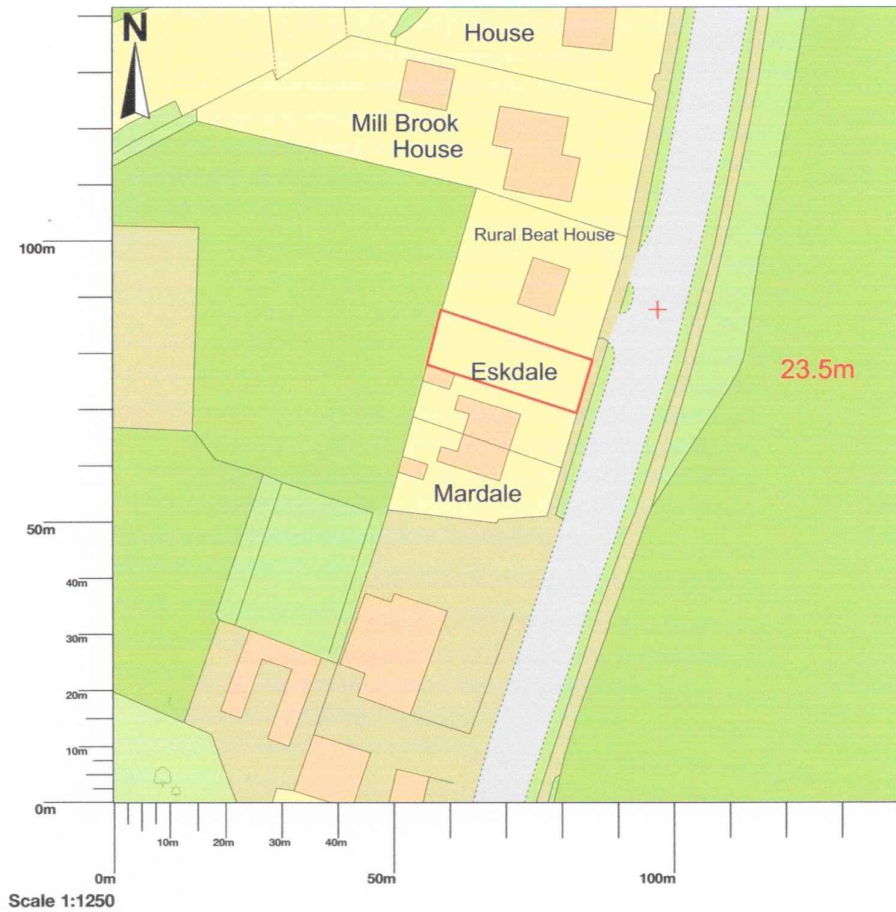 N
House
Mill Brook
House
Rural Beat House
100m
Eskdale
23.5m
Mardale
50m
40m
30m
20m
10m
0m
10m
20m
30m
40m
0m
50m
100m
Scale 1:1250